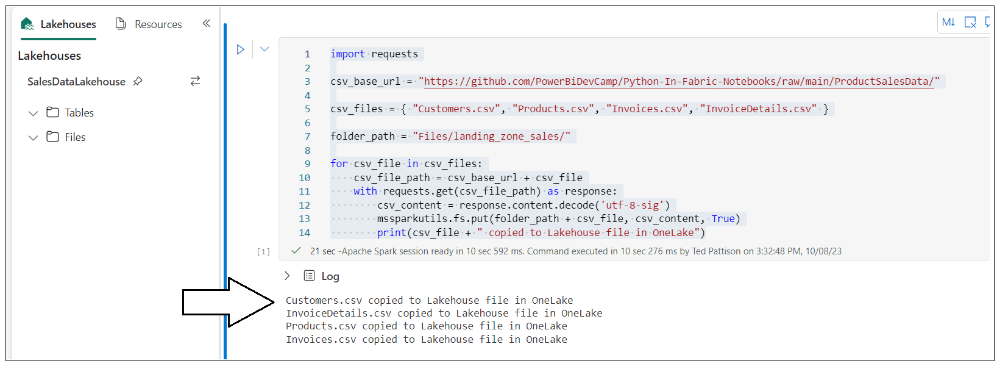 Lakehouses Resources
Lakehouses
SalesDataLakehouse
Tables
Files
M↓
1 import requests
2
3 csv_base_url = "https://github.com/PowerBiDevCamp/Python-In-Fabric-Notebooks/raw/main/ProductSalesData/"
4
5 csv_files = { "Customers.csv", "Products.csv", "Invoices.csv", "InvoiceDetails.csv" }
6
7 folder_path = "Files/landing_zone_sales/"
8
9 for csv_file in csv_files:
10 csv_file_path = csv_base_url + csv_file
11 with requests.get(csv_file_path) as response:
12 csv_content = response.content.decode('utf-8-sig')
13 mssparkutils.fs.put(folder_path + csv_file, csv_content, True)
14 print(csv_file + " copied to Lakehouse file in OneLake")
[1] 21 sec -Apache Spark session ready in 10 sec 592 ms. Command executed in 10 sec 276 ms by Ted Pattison on 3:32:48 PM, 10/08/23
Log
Customers.csv copied to Lakehouse file in OneLake
InvoiceDetails.csv copied to Lakehouse file in OneLake
Products.csv copied to Lakehouse file in OneLake
Invoices.csv copied to Lakehouse file in OneLake